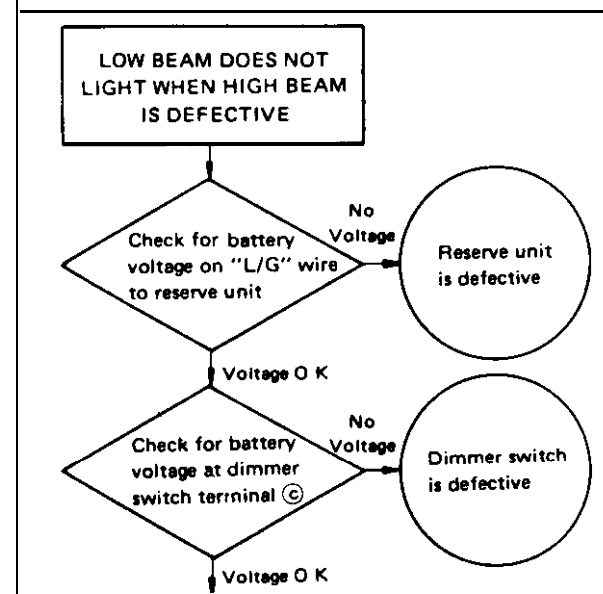 LOW BEAM DOES NOT
LIGHT WHEN HIGH BEAM
IS DEFECTIVE
Check for battery
voltage on "L/G" wire
to reserve unit
No
Voltage
Reserve unit
is defective
Voltage O K
Check for battery
voltage at dimmer
switch terminal ⓒ
No
Voltage
Dimmer switch
is defective
Voltage O K